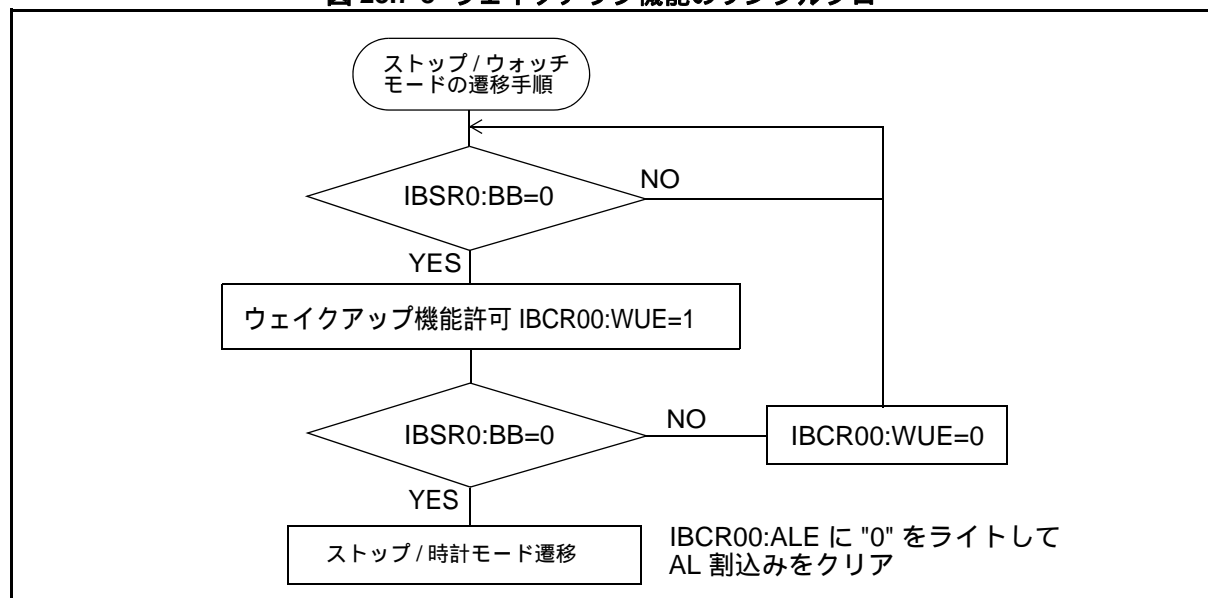 ストップ / ウォッチ
モードの遷移手順
IBSR0:BB=0
NO
YES
ウェイクアップ機能許可 IBCR00:WUE=1
IBSR0:BB=0
NO
IBCR00:WUE=0
YES
ストップ / 時計モード遷移
IBCR00:ALE に "0" をライトして
AL 割込みをクリア